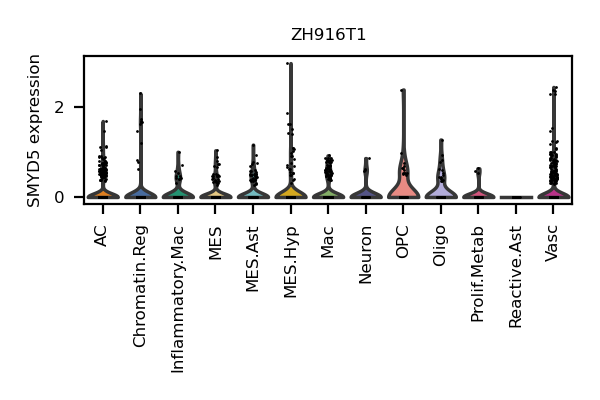 ZH916T1
SMYD5 expression
2
0
AC
Chromatin.Reg
Inflammatory.Mac
MES
MES.Ast
MES.Hyp
Mac
Neuron
OPC
Oligo
Prolif.Metab
Reactive.Ast
Vasc